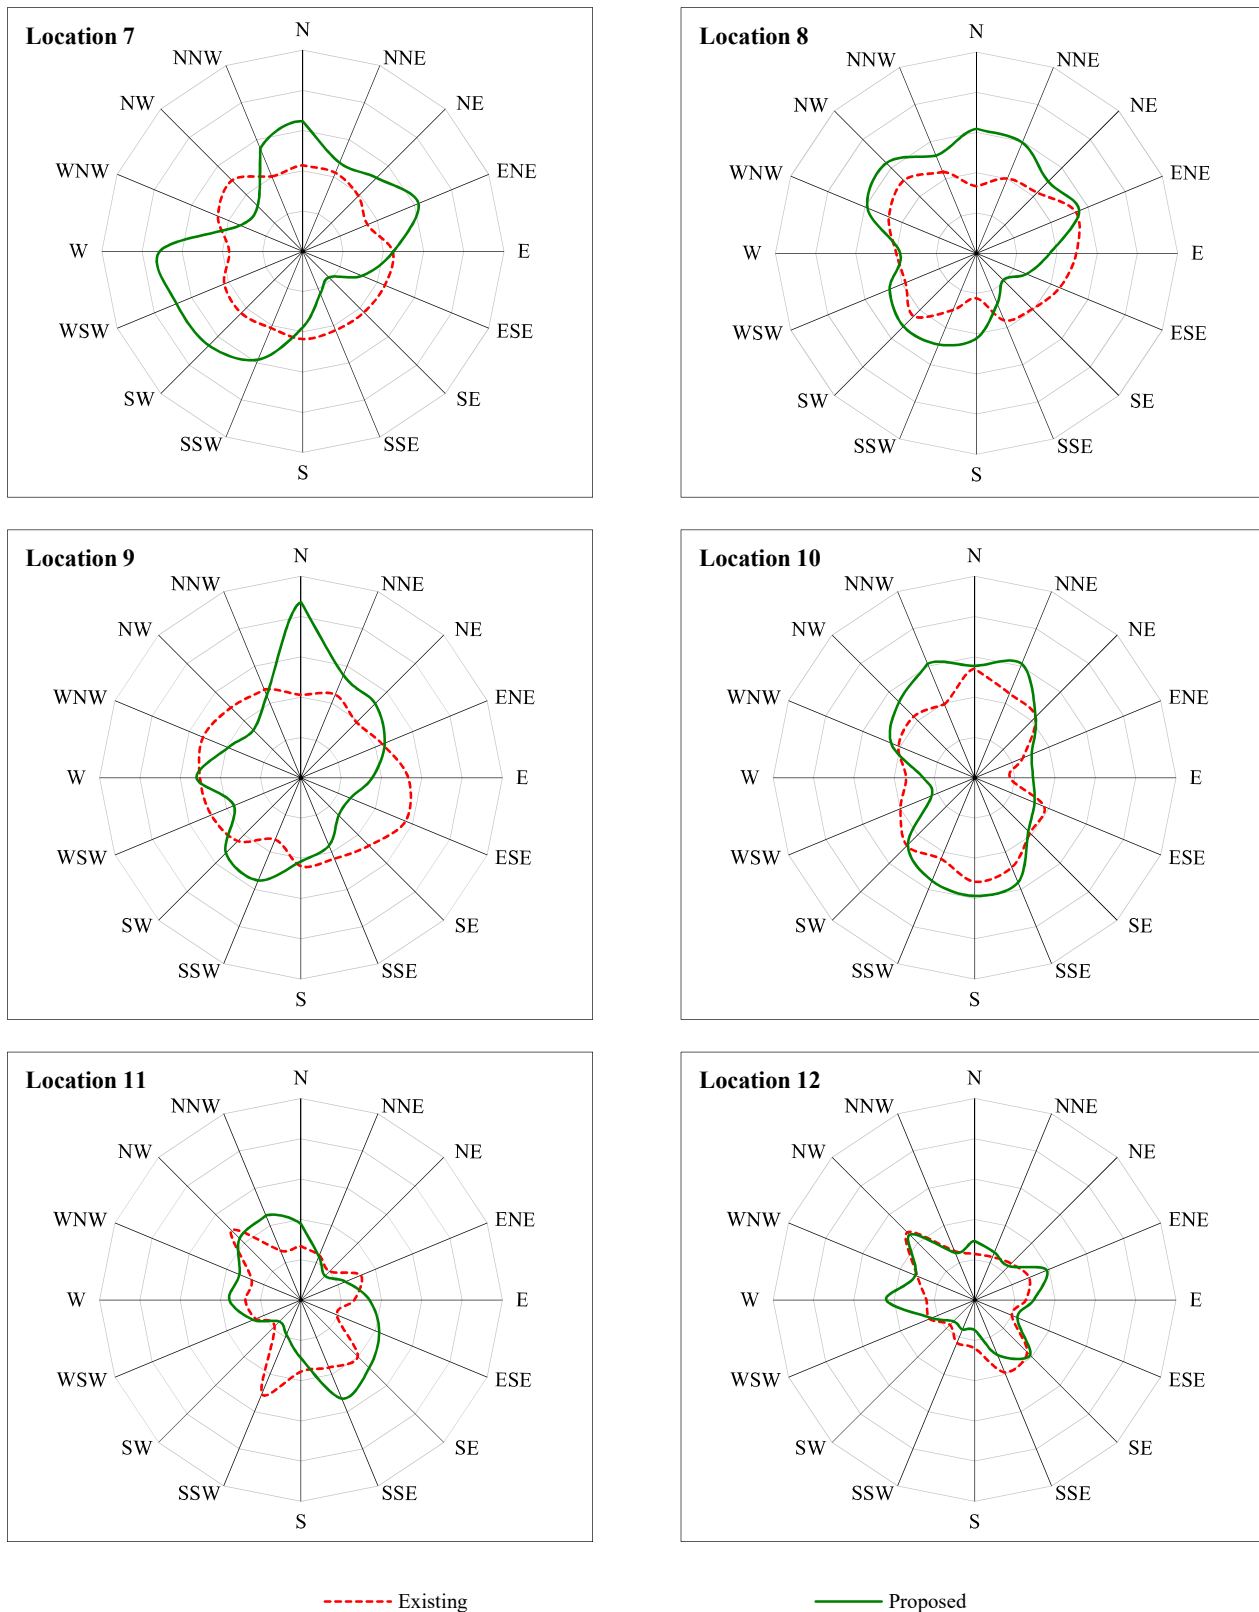 Location 7
N
NNE
NE
ENE
E
ESE
SE
SSE
S
SSW
SW
WSW
W
WNW
NW
NNW
Location 8
N
NNE
NE
ENE
E
ESE
SE
SSE
S
SSW
SW
WSW
W
WNW
NW
NNW
Location 9
N
NNE
NE
ENE
E
ESE
SE
SSE
S
SSW
SW
WSW
W
WNW
NW
NNW
Location 10
N
NNE
NE
ENE
E
ESE
SE
SSE
S
SSW
SW
WSW
W
WNW
NW
NNW
Location 11
N
NNE
NE
ENE
E
ESE
SE
SSE
S
SSW
SW
WSW
W
WNW
NW
NNW
Location 12
N
NNE
NE
ENE
E
ESE
SE
SSE
S
SSW
SW
WSW
W
WNW
NW
NNW
Existing
Proposed